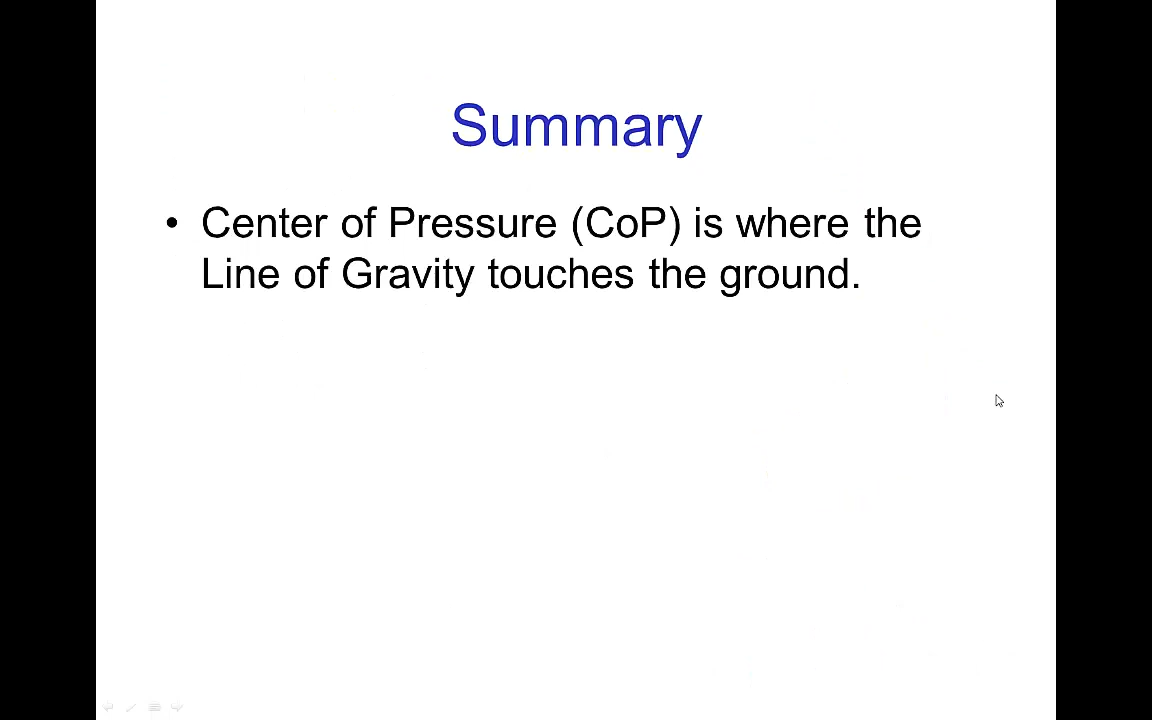 Summary
• Center of Pressure (CoP) is where the
Line of Gravity touches the ground.